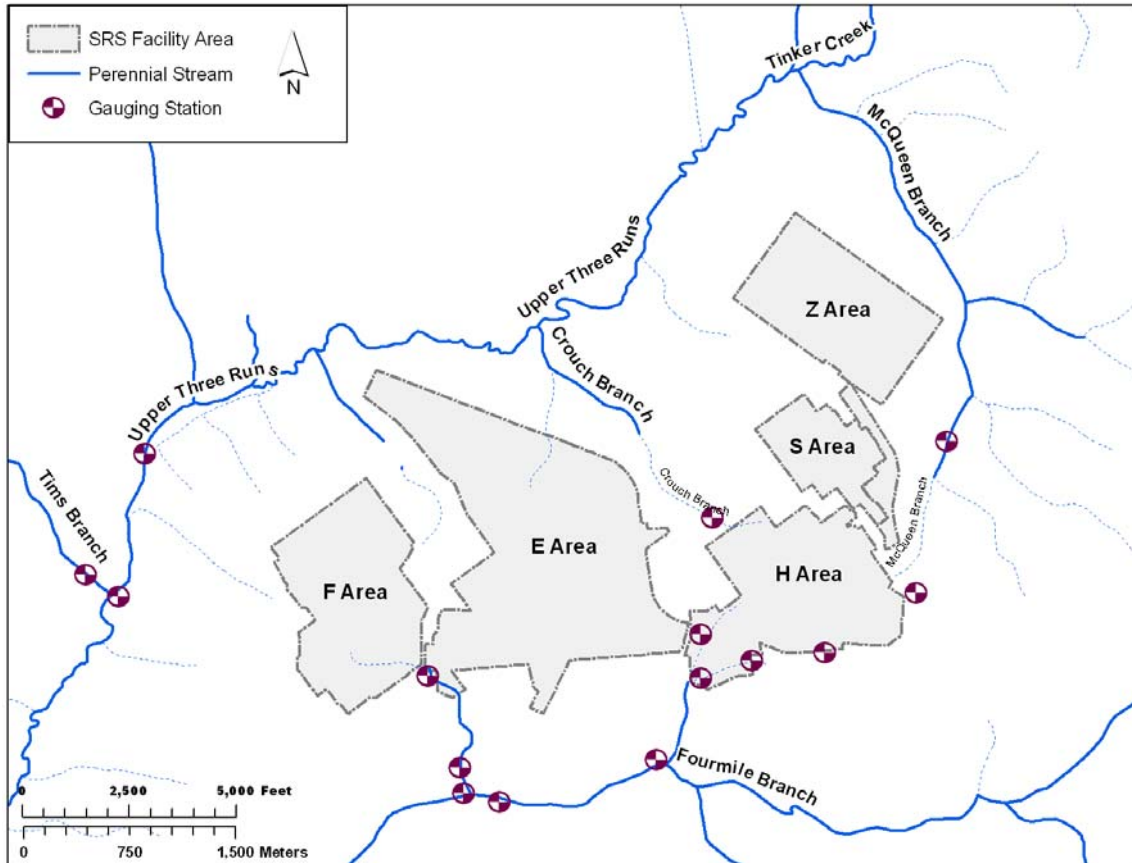 SRS Facility Area
Perennial Stream
Gauging Station
N
Tinker Creek
McQueen Branch
Upper Three Runs
Z Area
Crouch Branch
Upper Three Runs
S Area
Tims Branch
Crouch Branch
E Area
McQueen Branch
H Area
F Area
Fourmile Branch
0 2,500 5,000 Feet
0 750 1,500 Meters